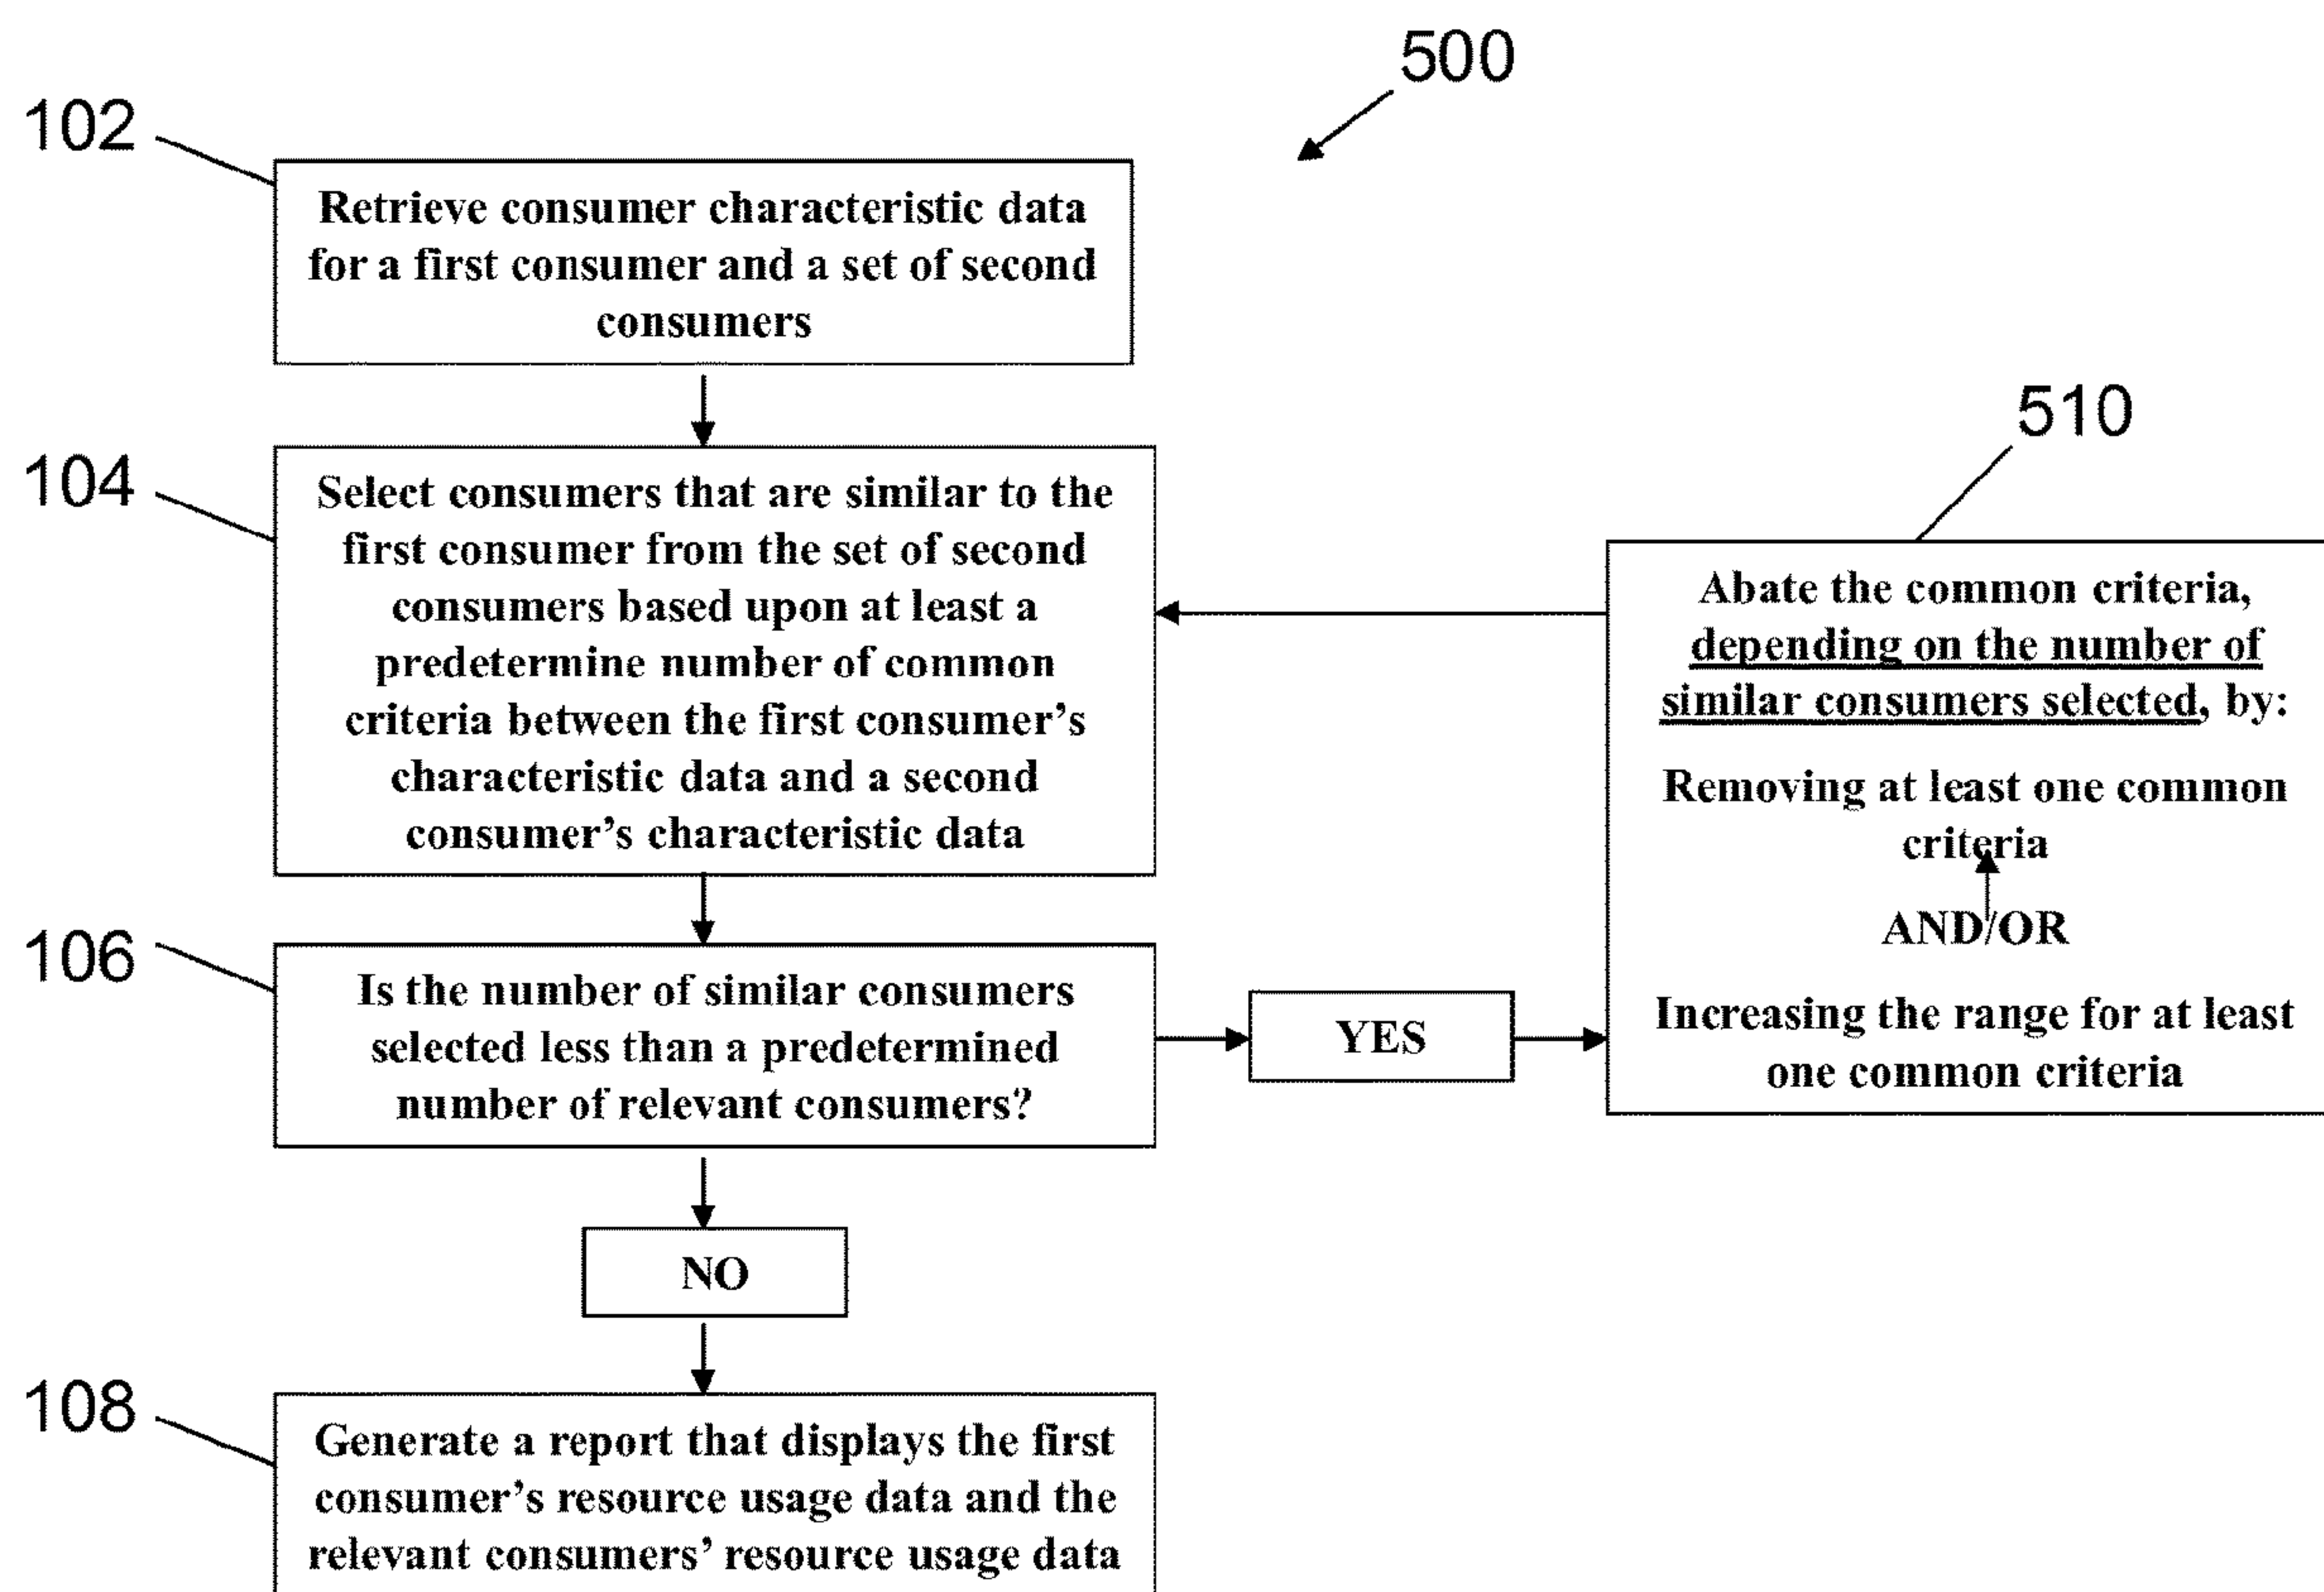 500
102
Retrieve consumer characteristic data
for a first consumer and a set of second
consumers
104
Select consumers that are similar to the
first consumer from the set of second
consumers based upon at least a
predetermine number of common
criteria between the first consumer's
characteristic data and a second
consumer's characteristic data
510
Abate the common criteria,
depending on the number of
similar consumers selected, by:
Removing at least one common
criteria
AND/OR
Increasing the range for at least
one common criteria
106
Is the number of similar consumers
selected less than a predetermined
number of relevant consumers?
YES
NO
108
Generate a report that displays the first
consumer's resource usage data and the
relevant consumers' resource usage data